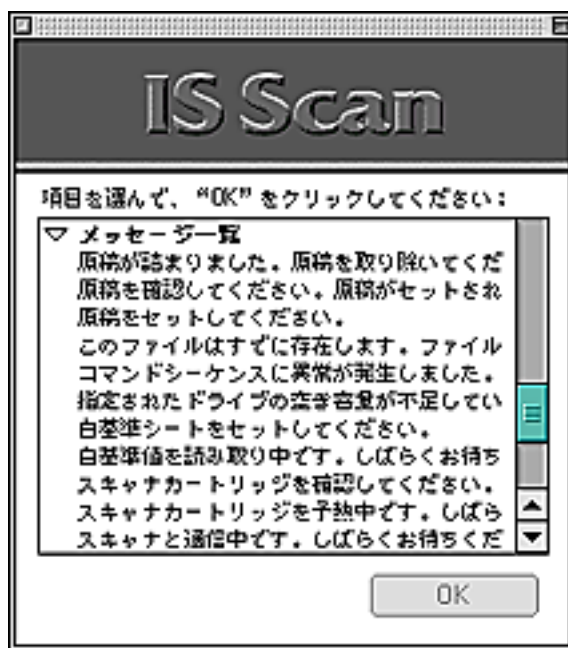 IS Scan
項目を選んで、“OK”をクリックしてください：
メッセージ一覧
原稿が詰まりました。原稿を取り除いてくだ
原稿を確認してください。原稿がセットされ
原稿をセットしてください。
このファイルはすでに存在します。ファイル
コマンドシーケンスに異常が発生しました。
指定されたドライブの空き容量が不足してい
白基準シートをセットしてください。
白基準値を読み取り中です。しばらくお待ち
スキャナカートリッジを確認してください。
スキャナカートリッジを予熱中です。しばら
スキャナと通信中です。しばらくお待ちくだ
OK